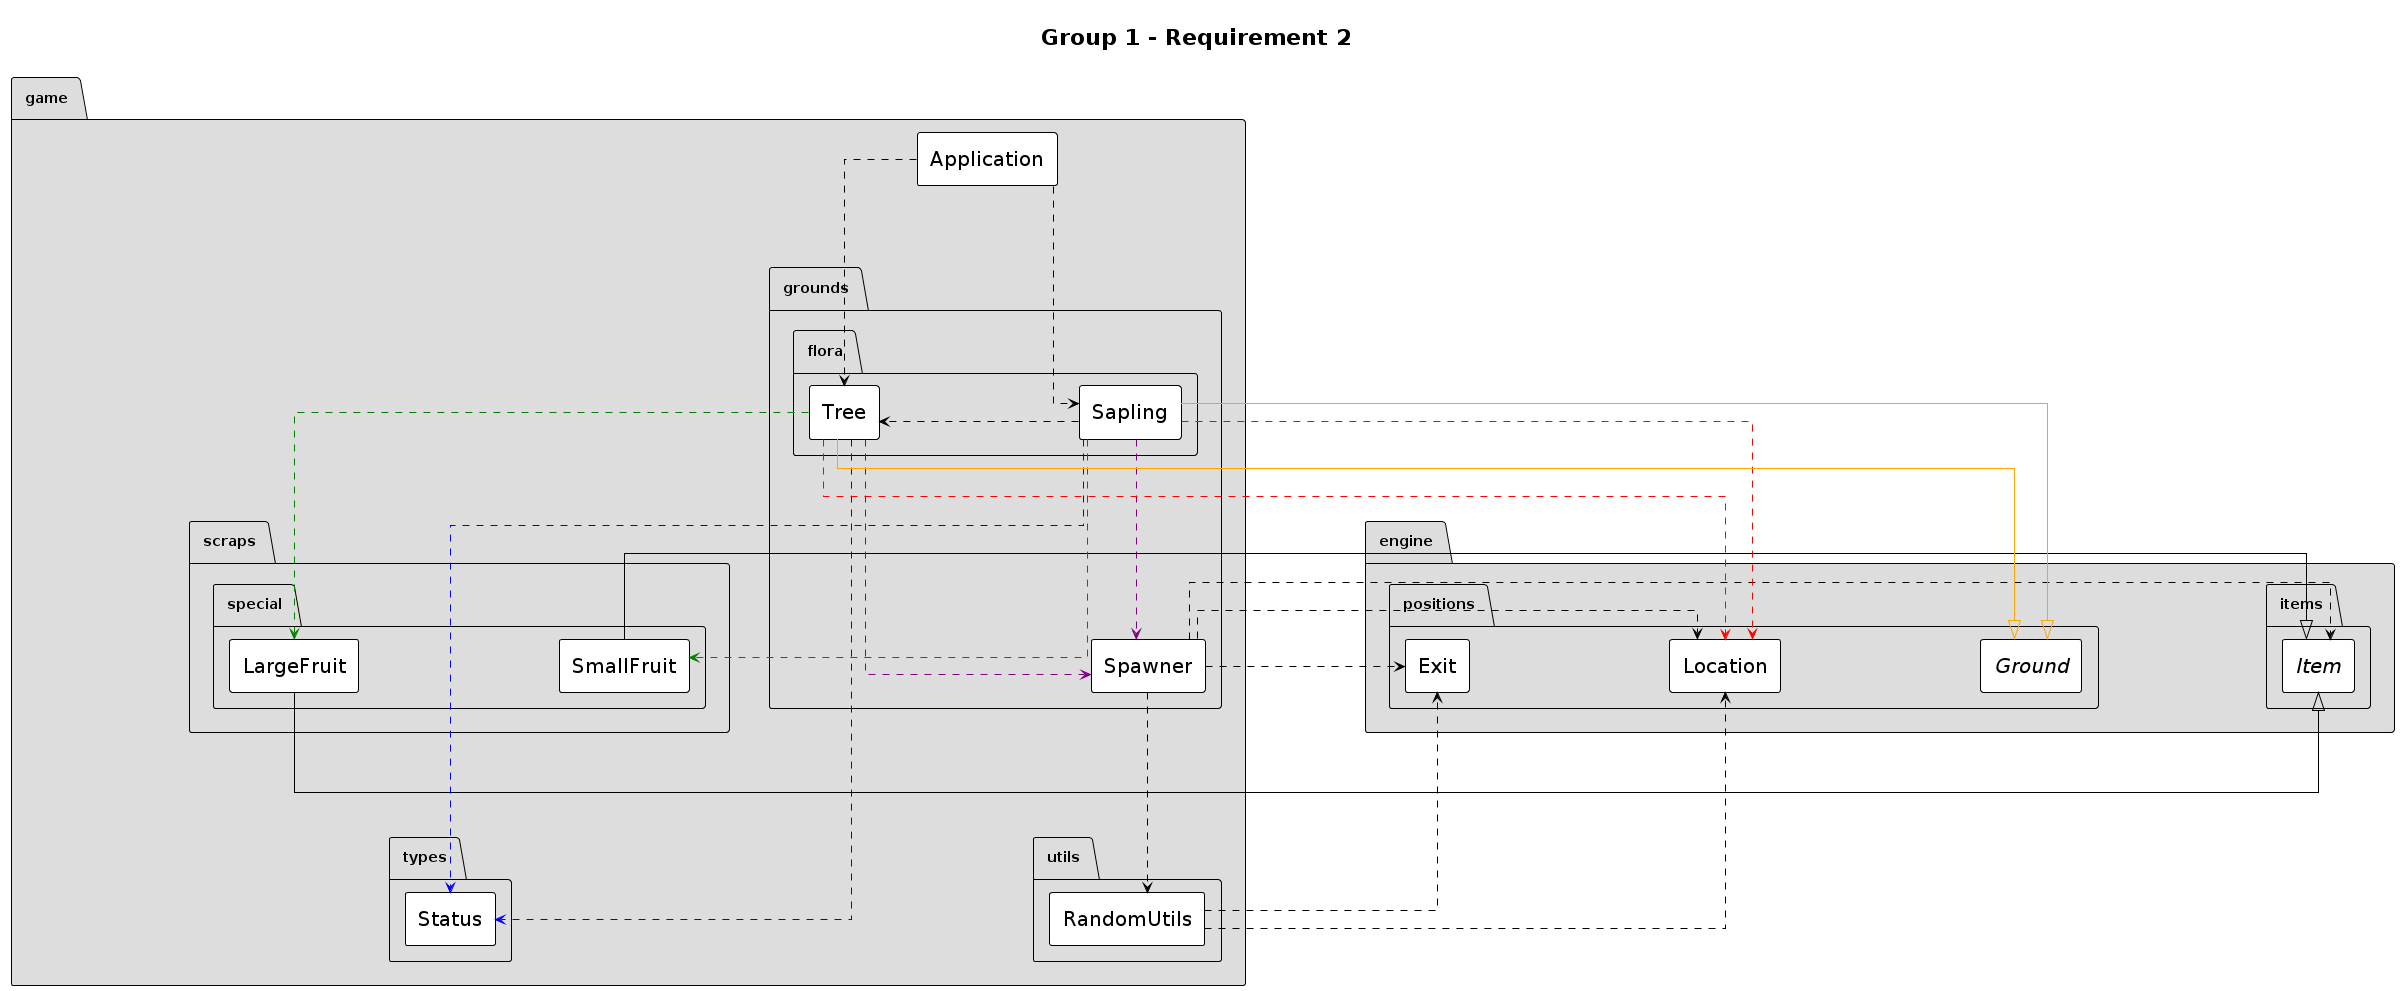 Group 1 - Requirement 2
game
Application
grounds
flora
Tree
Sapling
scraps
engine
special
positions
items
LargeFruit
SmallFruit
Spawner
Exit
Location
Ground
Item
types
utils
Status
RandomUtils